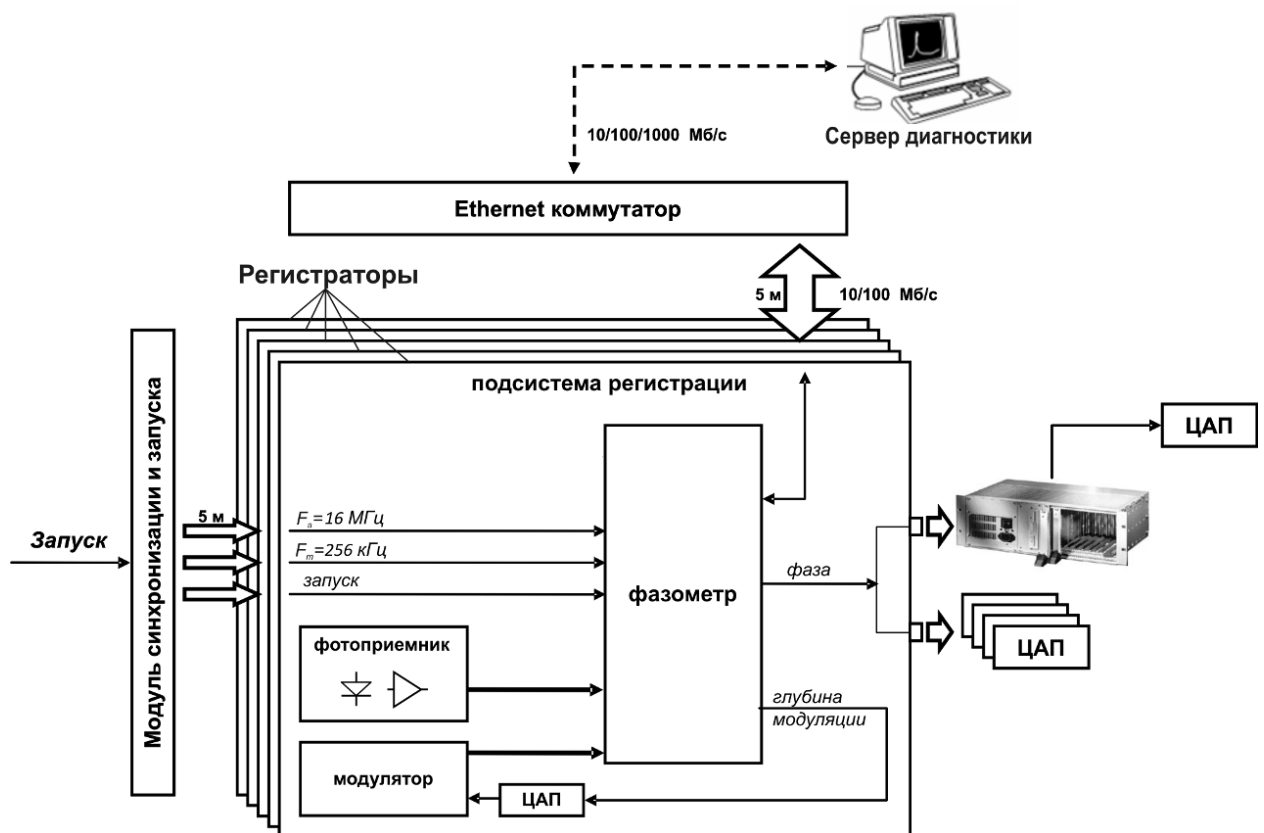 Сервер диагностики
10/100/1000 Мб/с
Ethernet коммутатор
Регистраторы
5 м
10/100 Мб/с
Модуль синхронизации и запуска
подсистема регистрации
ЦАП
5 м
Запуск
Fₐ=16 МГц
Fₘ=256 кГц
запуск
фазометр
фаза
фотоприемник
ЦАП
глубина
модуляции
модулятор
ЦАП